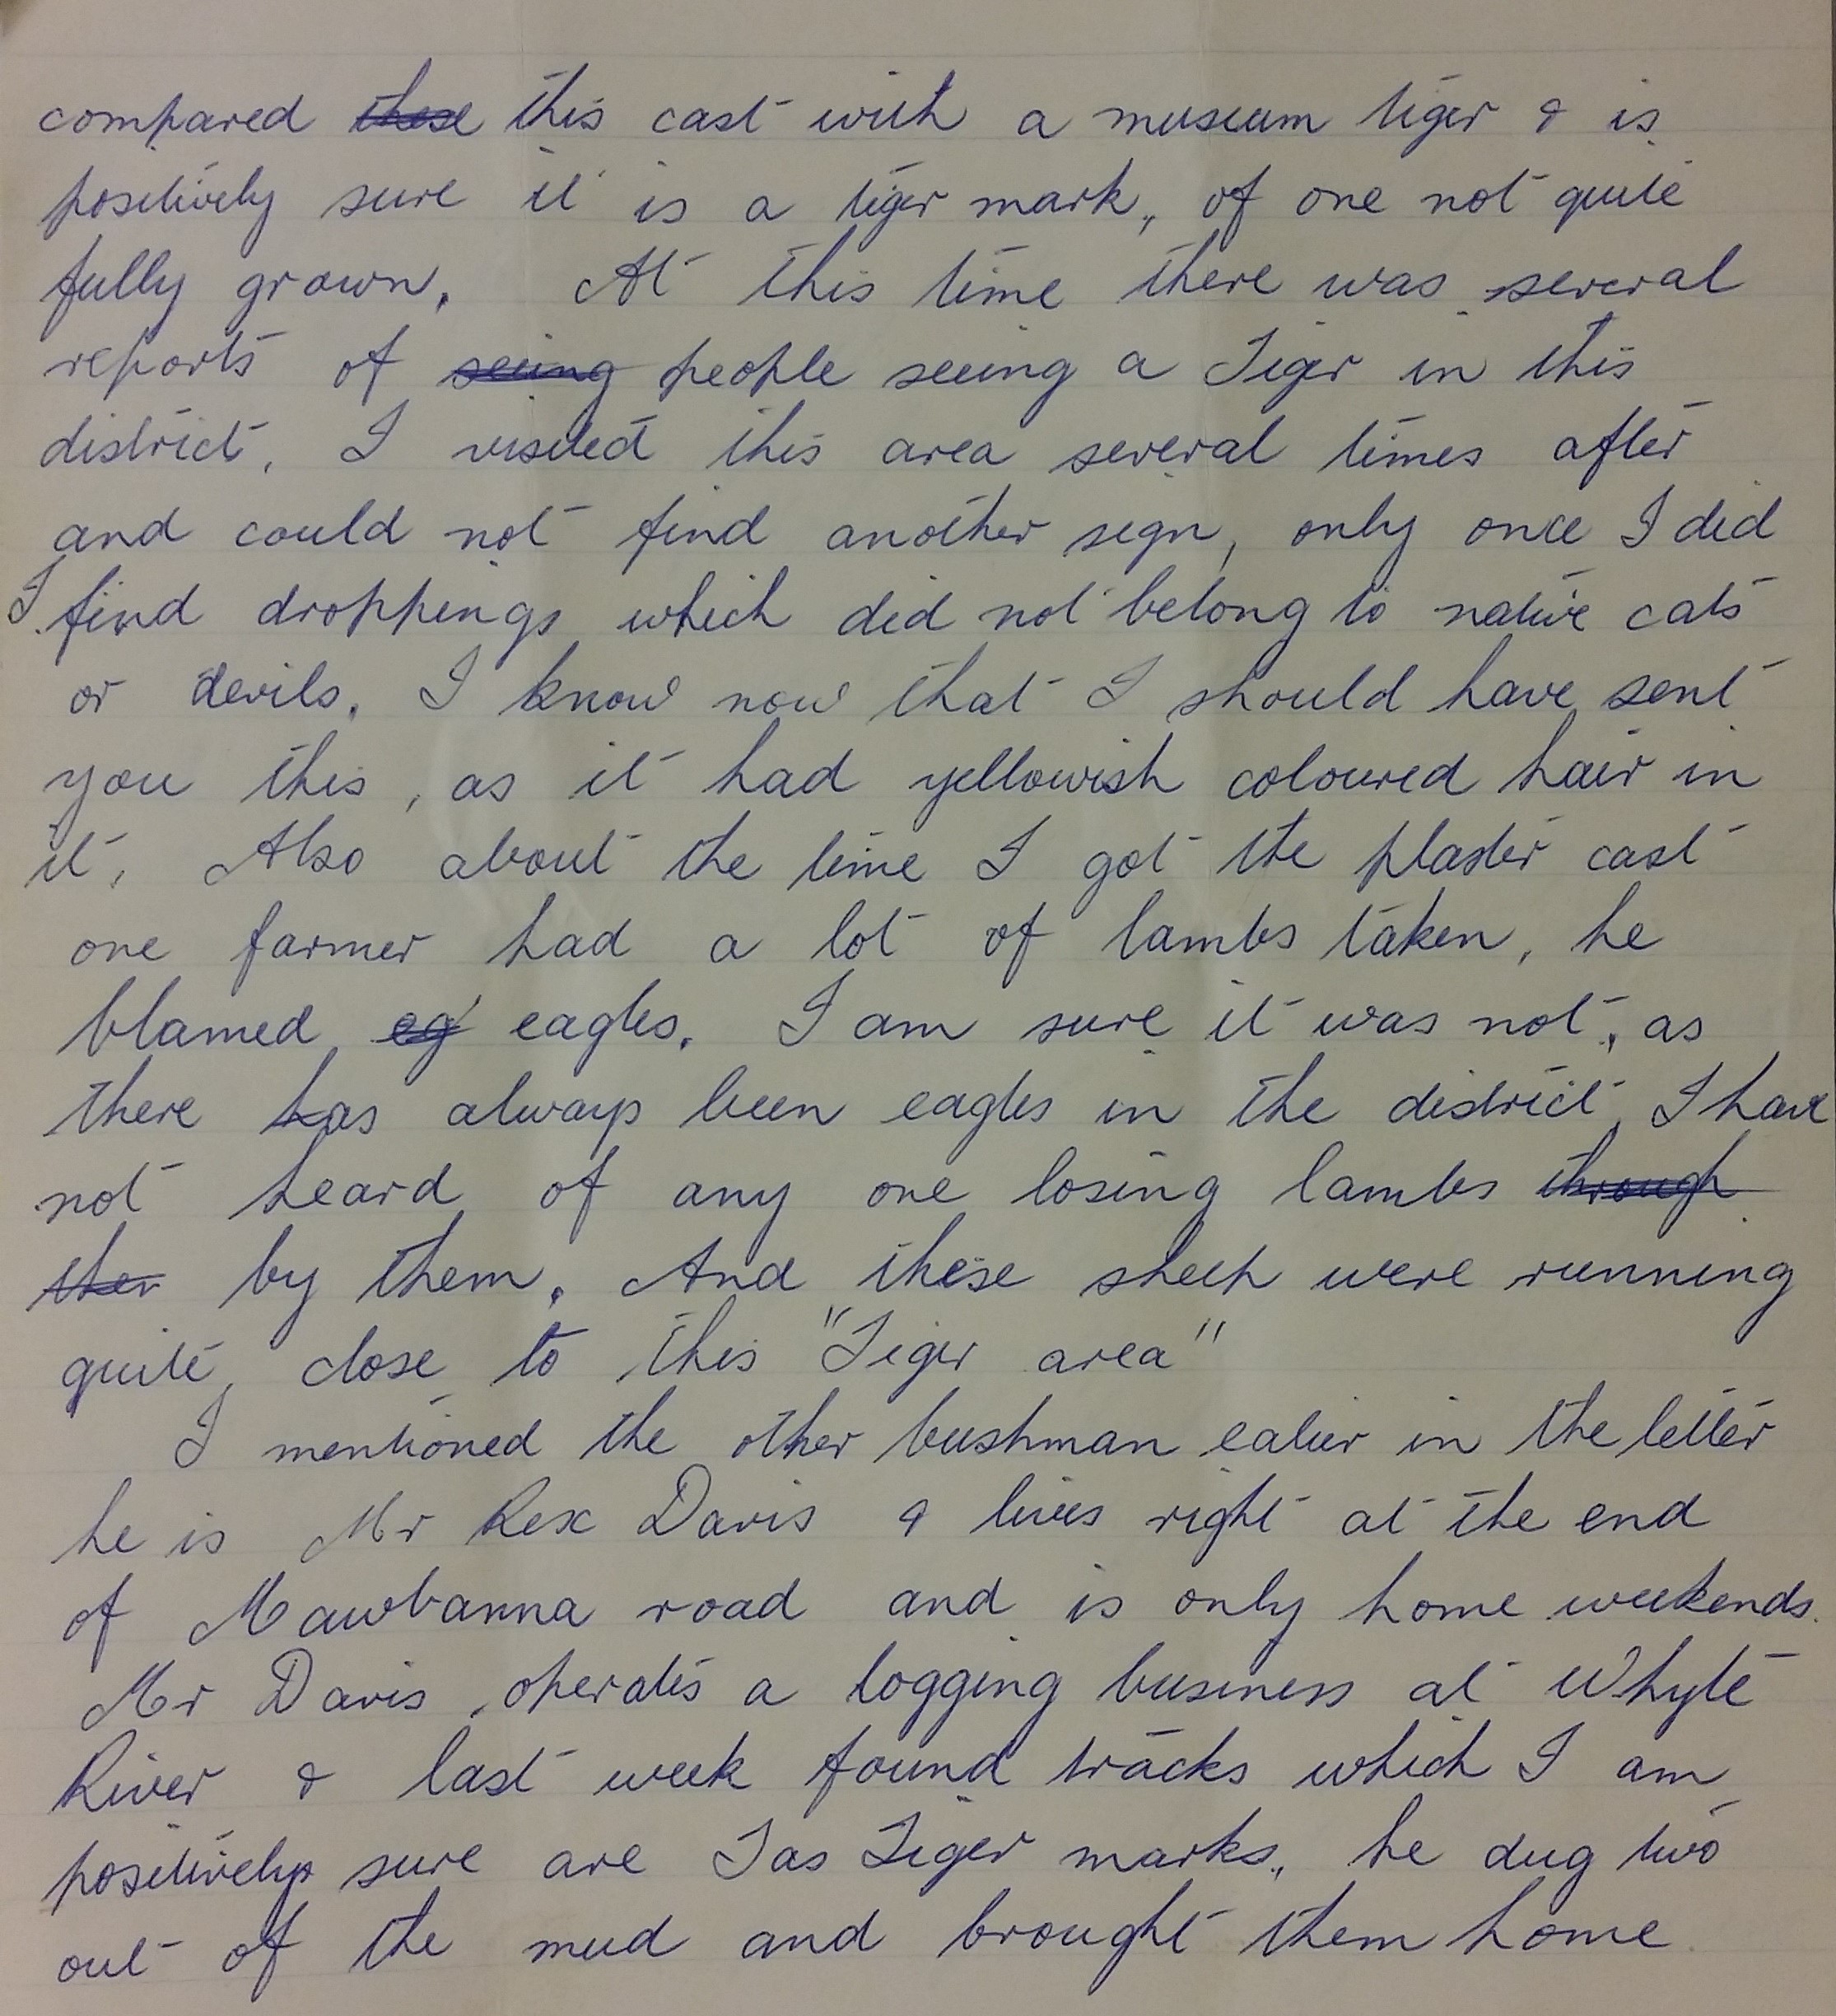 compared these this cast with a museum tiger & is
positively sure it is a tiger mark, of one not quite
fully grown. At this time there was several
reports of seeing people seeing a Tiger in this
district. I visited this area several times after
and could not find another sign, only once I did
I find droppings which did not belong to native cats
or devils. I know now that I should have sent
you this, as it had yellowish coloured hair in
it. Also about the time I got the plaster cast
one farmer had a lot of lambs taken, he
blamed eg eagles. I am sure it was not, as
there has always been eagles in the district, I have
not heard of any one losing lambs through
ther by them. And these sheep were running
quite close to this "Tiger area"
I mentioned the other bushman ealier in the letter
he is Mr Rex Davis & lives right at the end
of Mawbanna road and is only home weekends.
Mr Davis operates a logging business at Whyte
River & last week found tracks which I am
positively sure are Tas Tiger marks, he dug two
out of the mud and brought them home